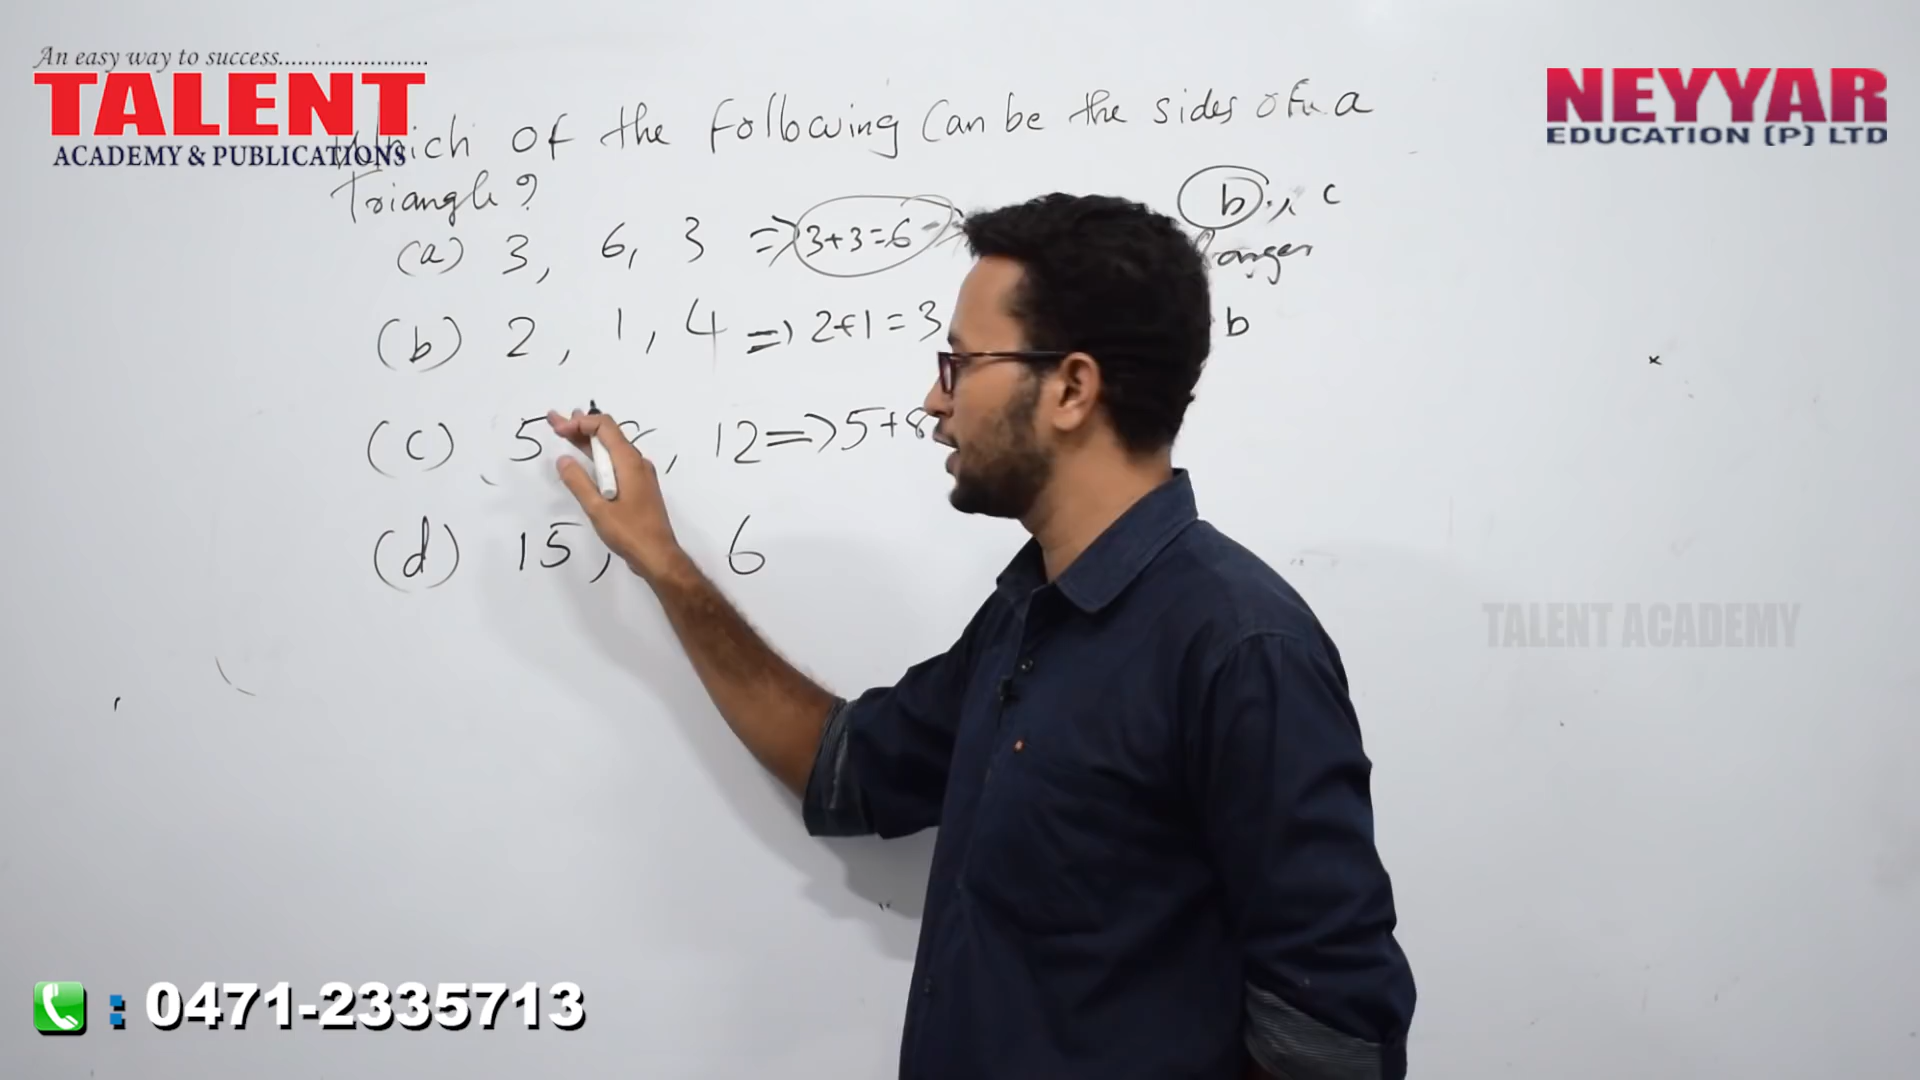 An easy way to success.......................
TALENT
ACADEMY & PUBLICATIONS
NEYYAR
EDUCATION (P) LTD
Which of the following can be the sides of a
Triangle?
(a) 3, 6, 3 => 3+3=6
b, c
longer
(b) 2, 1, 4 => 2+1=3
b
(c) 5 8, 12 => 5+8
(d) 15, 6
TALENT ACADEMY
: 0471-2335713